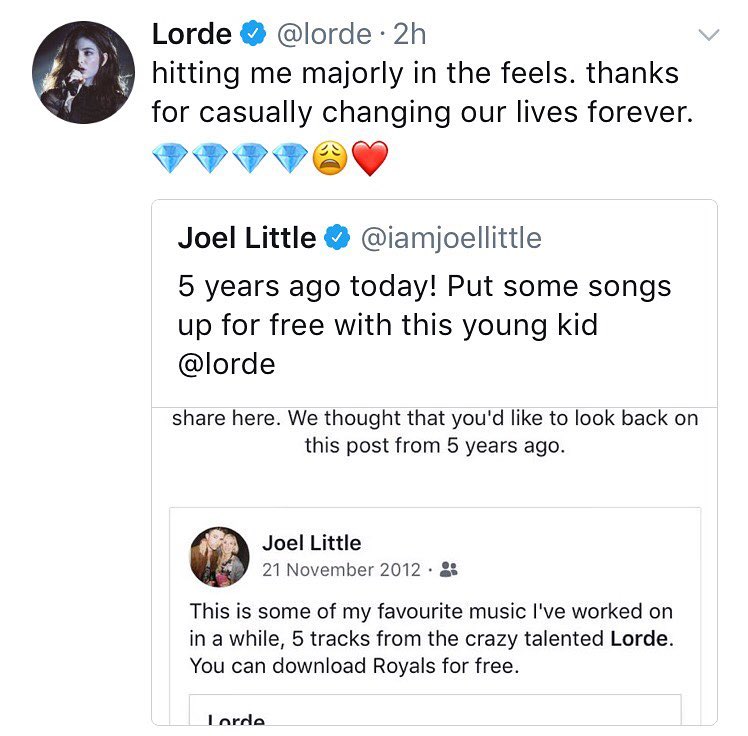 Lorde @lorde · 2h
hitting me majorly in the feels. thanks
for casually changing our lives forever.
💎💎💎💎😩❤️
Joel Little @iamjoellittle
5 years ago today! Put some songs
up for free with this young kid
@lorde
share here. We thought that you'd like to look back on
this post from 5 years ago.
Joel Little
21 November 2012 ·
This is some of my favourite music I've worked on
in a while, 5 tracks from the crazy talented Lorde.
You can download Royals for free.
Lorde